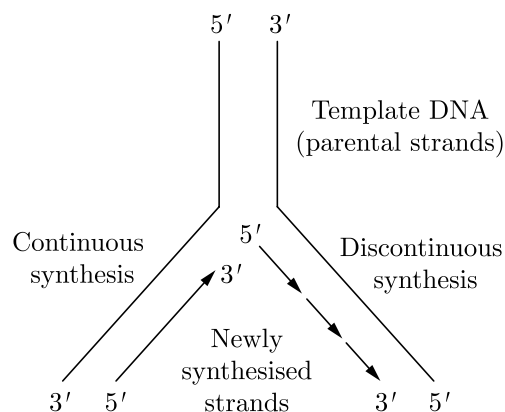 5′ 3′
Template DNA
(parental strands)
5′
Continuous
synthesis
Discontinuous
synthesis
3′
Newly
synthesised
strands
3′ 5′
3′ 5′